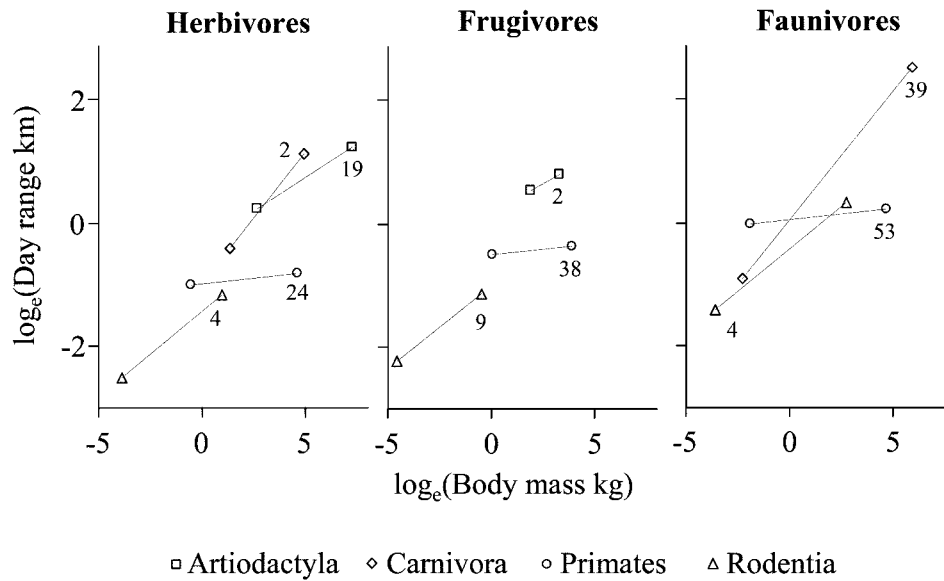 Herbivores Frugivores Faunivores
logₑ(Day range km)
2
0
-2
2
19
24
4
2
38
9
39
53
4
-5 0 5 -5 0 5 -5 0 5
logₑ(Body mass kg)
Artiodactyla Carnivora Primates Rodentia